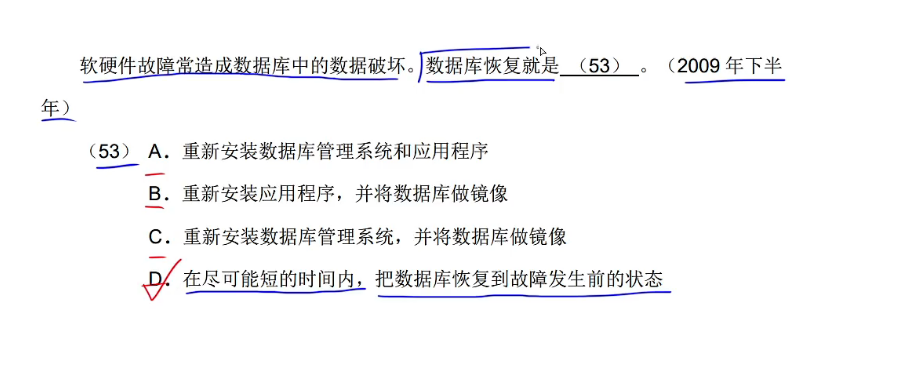 软硬件故障常造成数据库中的数据破坏。数据库恢复就是 （53） 。（2009 年下半
年）
（53） A. 重新安装数据库管理系统和应用程序
B. 重新安装应用程序，并将数据库做镜像
C. 重新安装数据库管理系统，并将数据库做镜像
D. 在尽可能短的时间内，把数据库恢复到故障发生前的状态